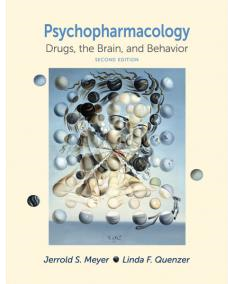 Psychopharmacology
Drugs, the Brain, and Behavior
SECOND EDITION
Jerrold S. Meyer • Linda F. Quenzer